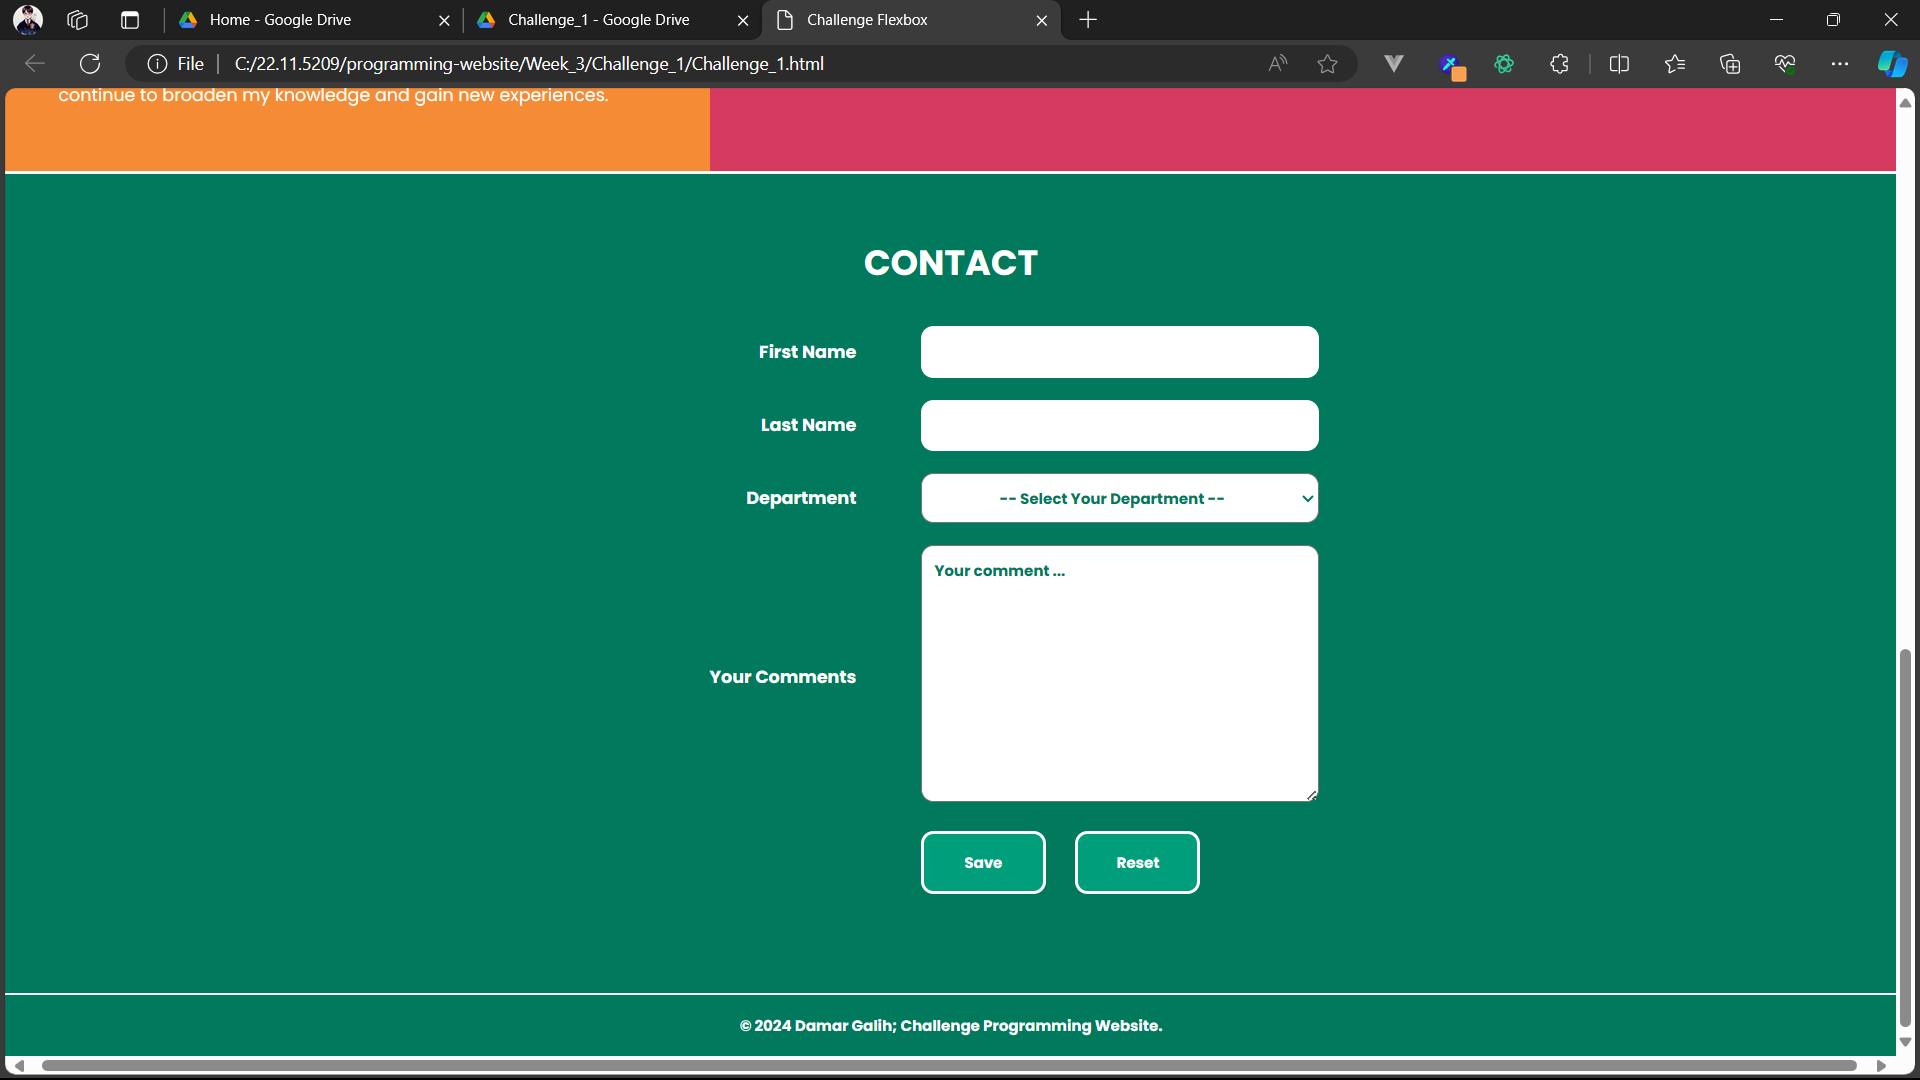 Home - Google Drive
Challenge_1 - Google Drive
Challenge Flexbox
File
C:/22.11.5209/programming-website/Week_3/Challenge_1/Challenge_1.html
continue to broaden my knowledge and gain new experiences.
CONTACT
First Name
Last Name
Department
-- Select Your Department --
Your comment ...
Your Comments
Save
Reset
© 2024 Damar Galih; Challenge Programming Website.